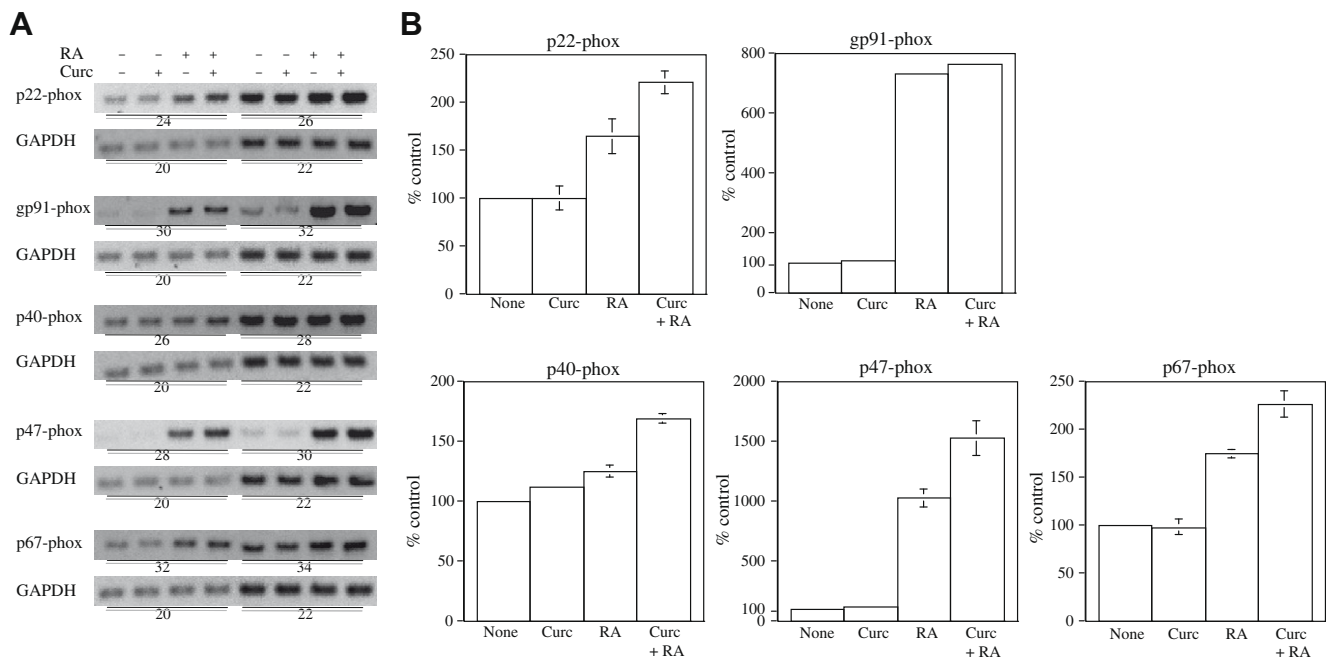 A
RA – – + + – – + +
Curc – + – + – + – +
p22-phox
24 26
GAPDH
20 22
gp91-phox
30 32
GAPDH
20 22
p40-phox
26 28
GAPDH
20 22
p47-phox
28 30
GAPDH
20 22
p67-phox
32 34
GAPDH
20 22
B
p22-phox
% control
250
200
150
100
50
0
None Curc RA Curc
+ RA
gp91-phox
% control
800
600
400
200
100
0
None Curc RA Curc
+ RA
p40-phox
% control
200
150
100
50
0
None Curc RA Curc
+ RA
p47-phox
% control
2000
1500
1000
500
100
0
None Curc RA Curc
+ RA
p67-phox
% control
250
200
150
100
50
0
None Curc RA Curc
+ RA